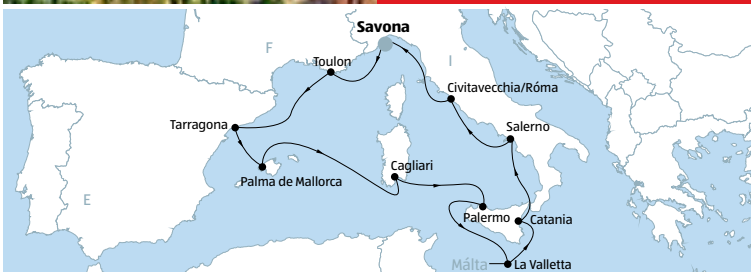 Savona
F
Toulon
I
Civitavecchia/Róma
Tarragona
Salerno
Cagliari
Palma de Mallorca
E
Palermo
Catania
Málta
La Valletta